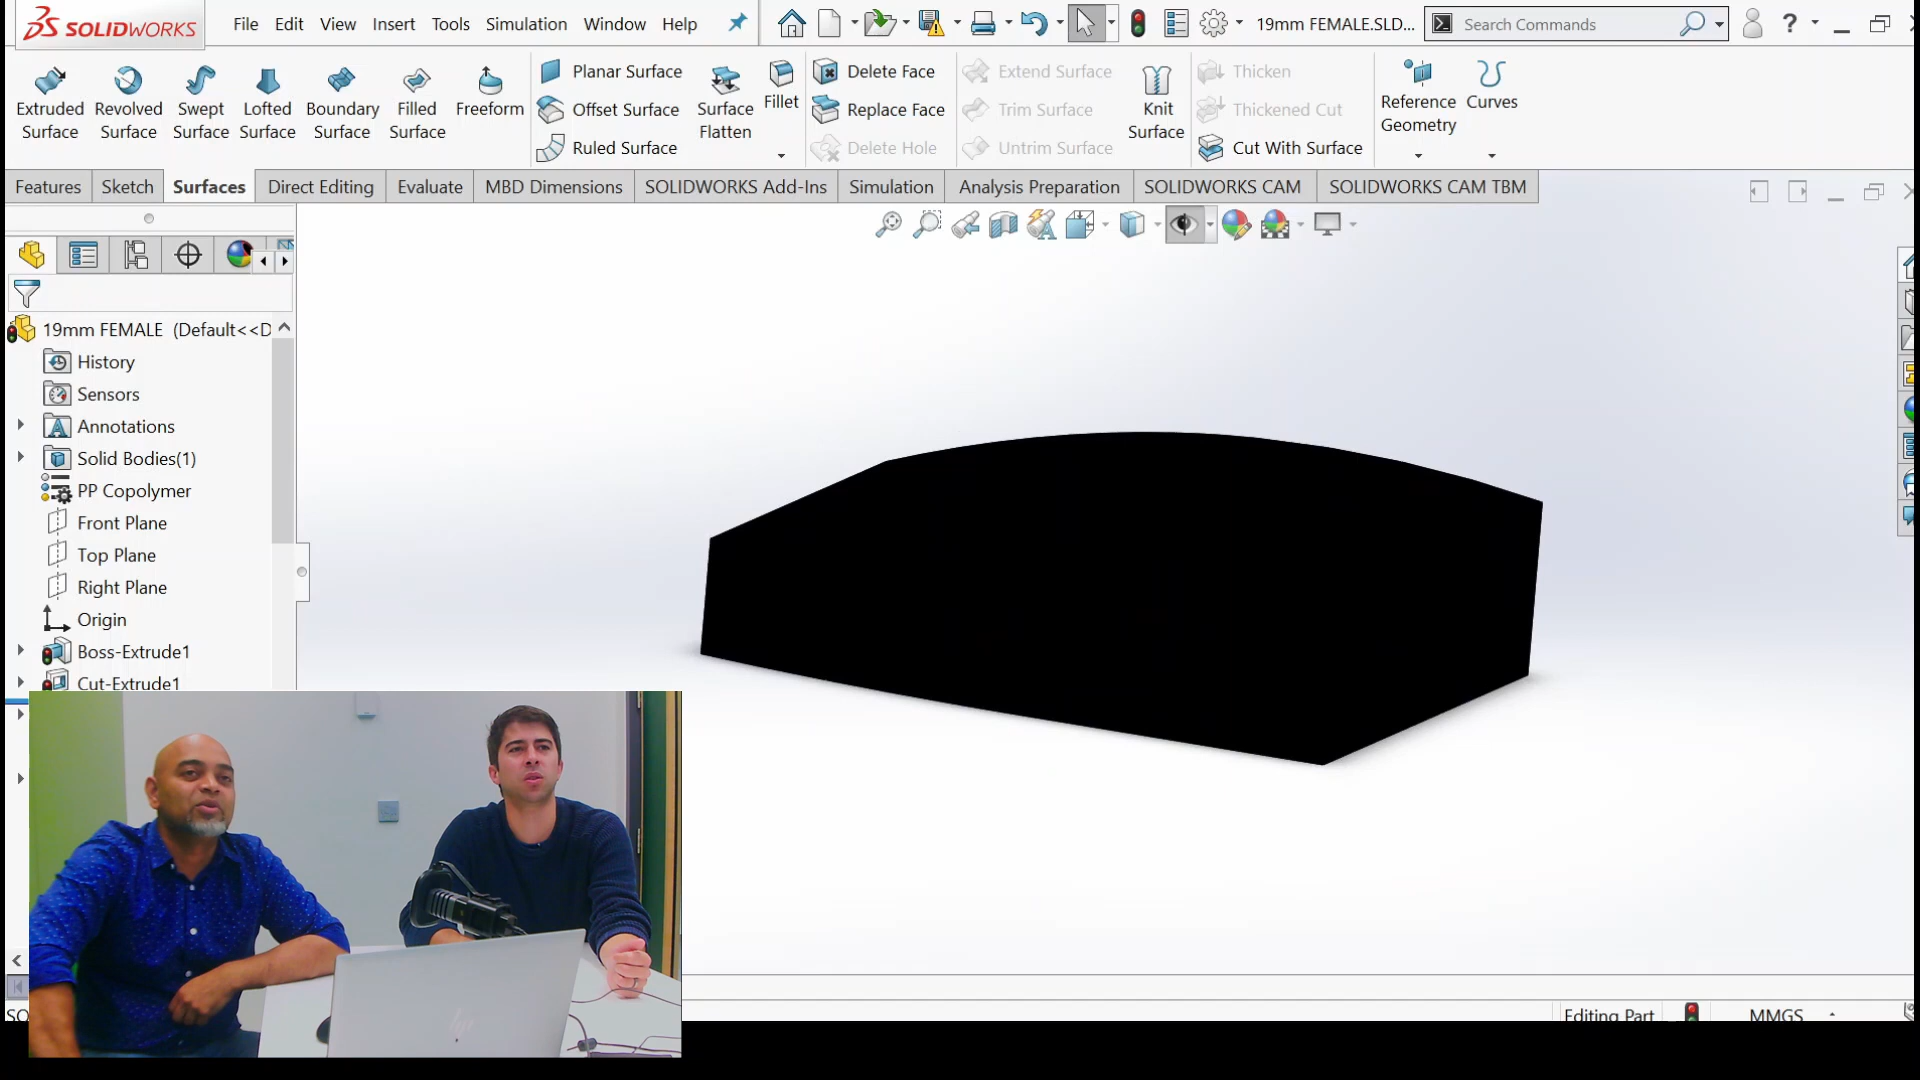 SOLIDWORKS File Edit View Insert Tools Simulation Window Help 19mm FEMALE.SLD... Search Commands ?
Extruded Surface
Revolved Surface
Swept Surface
Lofted Surface
Boundary Surface
Filled Surface
Freeform
Planar Surface
Offset Surface
Ruled Surface
Surface Flatten
Fillet
Delete Face
Replace Face
Delete Hole
Extend Surface
Trim Surface
Untrim Surface
Knit Surface
Thicken
Thickened Cut
Cut With Surface
Reference Geometry
Curves
Features Sketch Surfaces Direct Editing Evaluate MBD Dimensions SOLIDWORKS Add-Ins Simulation Analysis Preparation SOLIDWORKS CAM SOLIDWORKS CAM TBM
19mm FEMALE (Default<<D
History
Sensors
Annotations
Solid Bodies(1)
PP Copolymer
Front Plane
Top Plane
Right Plane
Origin
Boss-Extrude1
Cut-Extrude1
SO
Editing Part MMGS
hp